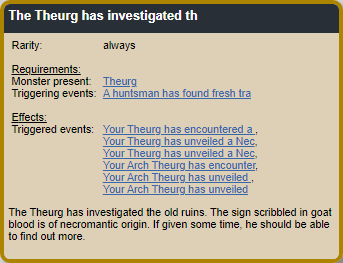 The Theurg has investigated th
Rarity: always
Requirements:
Monster present: Theurg
Triggering events: A huntsman has found fresh tra
Effects:
Triggered events: Your Theurg has encountered a ,
Your Theurg has unveiled a Nec,
Your Theurg has unveiled a Nec,
Your Arch Theurg has encounter,
Your Arch Theurg has unveiled ,
Your Arch Theurg has unveiled
The Theurg has investigated the old ruins. The sign scribbled in goat
blood is of necromantic origin. If given some time, he should be able
to find out more.